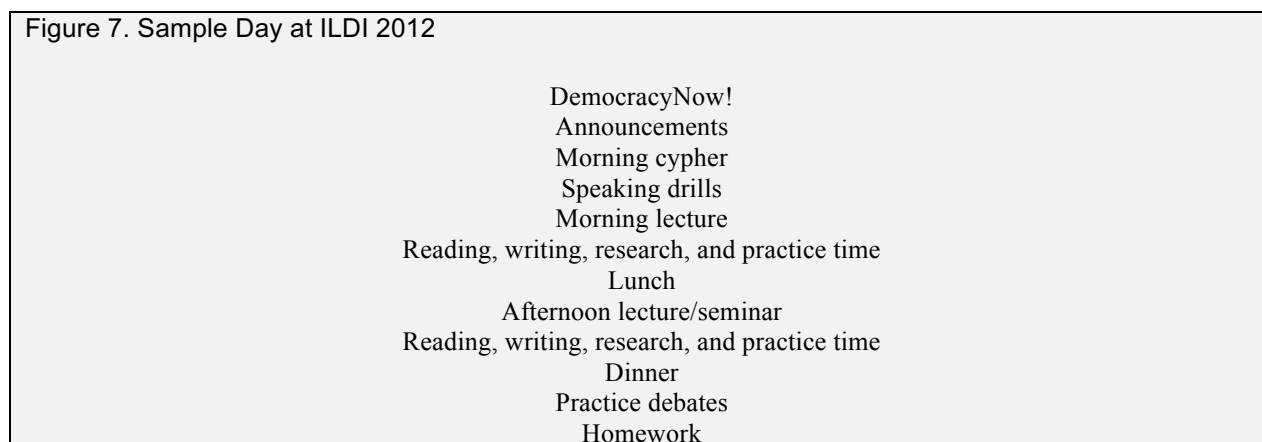 Figure 7. Sample Day at ILDI 2012
DemocracyNow!
Announcements
Morning cypher
Speaking drills
Morning lecture
Reading, writing, research, and practice time
Lunch
Afternoon lecture/seminar
Reading, writing, research, and practice time
Dinner
Practice debates
Homework